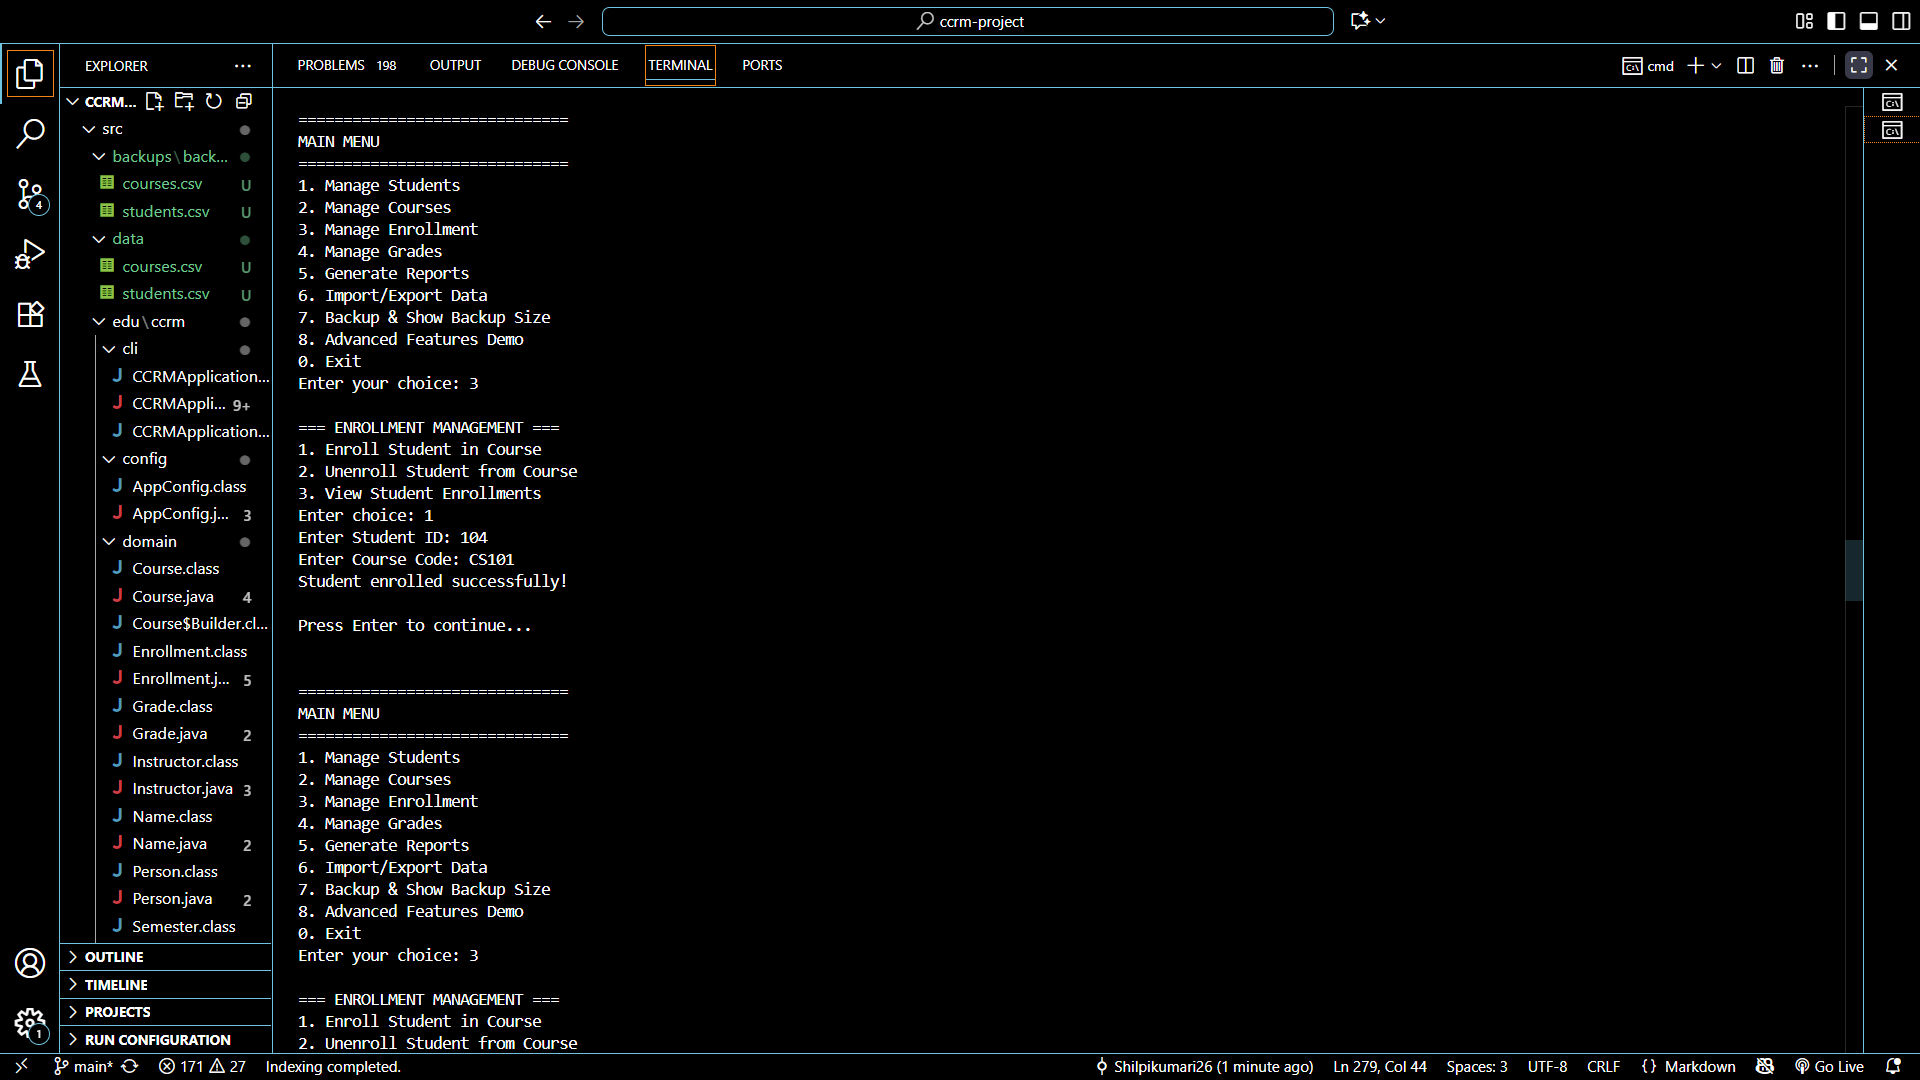 ccrm-project
EXPLORER
CCRM...
src
backups\back...
courses.csv U
students.csv U
data
courses.csv U
students.csv U
edu\ccrm
cli
CCRMApplication...
CCRMAppli... 9+
CCRMApplication...
config
AppConfig.class
AppConfig.j... 3
domain
Course.class
Course.java 4
Course$Builder.cl...
Enrollment.class
Enrollment.j... 5
Grade.class
Grade.java 2
Instructor.class
Instructor.java 3
Name.class
Name.java 2
Person.class
Person.java 2
Semester.class
OUTLINE
TIMELINE
PROJECTS
RUN CONFIGURATION
4
1
PROBLEMS 198 OUTPUT DEBUG CONSOLE TERMINAL PORTS
cmd
==============================
MAIN MENU
==============================
1. Manage Students
2. Manage Courses
3. Manage Enrollment
4. Manage Grades
5. Generate Reports
6. Import/Export Data
7. Backup & Show Backup Size
8. Advanced Features Demo
0. Exit
Enter your choice: 3
=== ENROLLMENT MANAGEMENT ===
1. Enroll Student in Course
2. Unenroll Student from Course
3. View Student Enrollments
Enter choice: 1
Enter Student ID: 104
Enter Course Code: CS101
Student enrolled successfully!
Press Enter to continue...
==============================
MAIN MENU
==============================
1. Manage Students
2. Manage Courses
3. Manage Enrollment
4. Manage Grades
5. Generate Reports
6. Import/Export Data
7. Backup & Show Backup Size
8. Advanced Features Demo
0. Exit
Enter your choice: 3
=== ENROLLMENT MANAGEMENT ===
1. Enroll Student in Course
2. Unenroll Student from Course
main* 171 27 Indexing completed. Shilpikumari26 (1 minute ago) Ln 279, Col 44 Spaces: 3 UTF-8 CRLF {} Markdown Go Live